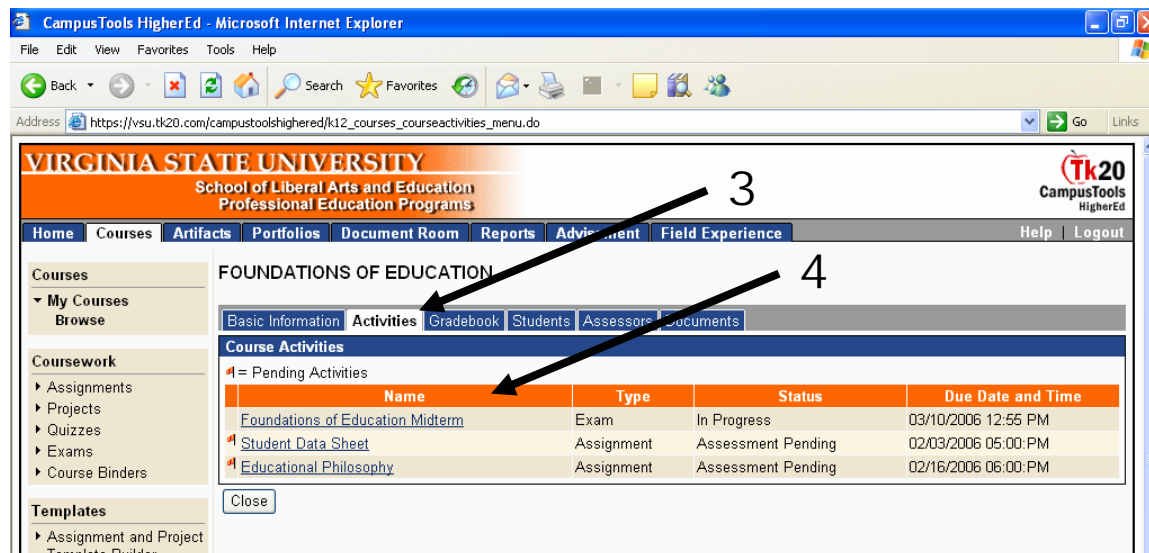 CampusTools HigherEd - Microsoft Internet Explorer
File Edit View Favorites Tools Help
Back Search Favorites
Address https://vsu.tk20.com/campustoolshighered/k12_courses_courseactivities_menu.do Go Links
VIRGINIA STATE UNIVERSITY
School of Liberal Arts and Education
Professional Education Programs
Tk20
CampusTools
HigherEd
3
Home Courses Artifacts Portfolios Document Room Reports Advisement Field Experience Help | Logout
Courses
My Courses
Browse
FOUNDATIONS OF EDUCATION
4
Basic Information Activities Gradebook Students Assessors Documents
Course Activities
= Pending Activities
Name Type Status Due Date and Time
Foundations of Education Midterm Exam In Progress 03/10/2006 12:55 PM
Student Data Sheet Assignment Assessment Pending 02/03/2006 05:00:PM
Educational Philosophy Assignment Assessment Pending 02/16/2006 06:00:PM
Close
Coursework
Assignments
Projects
Quizzes
Exams
Course Binders
Templates
Assignment and Project
Template Builder